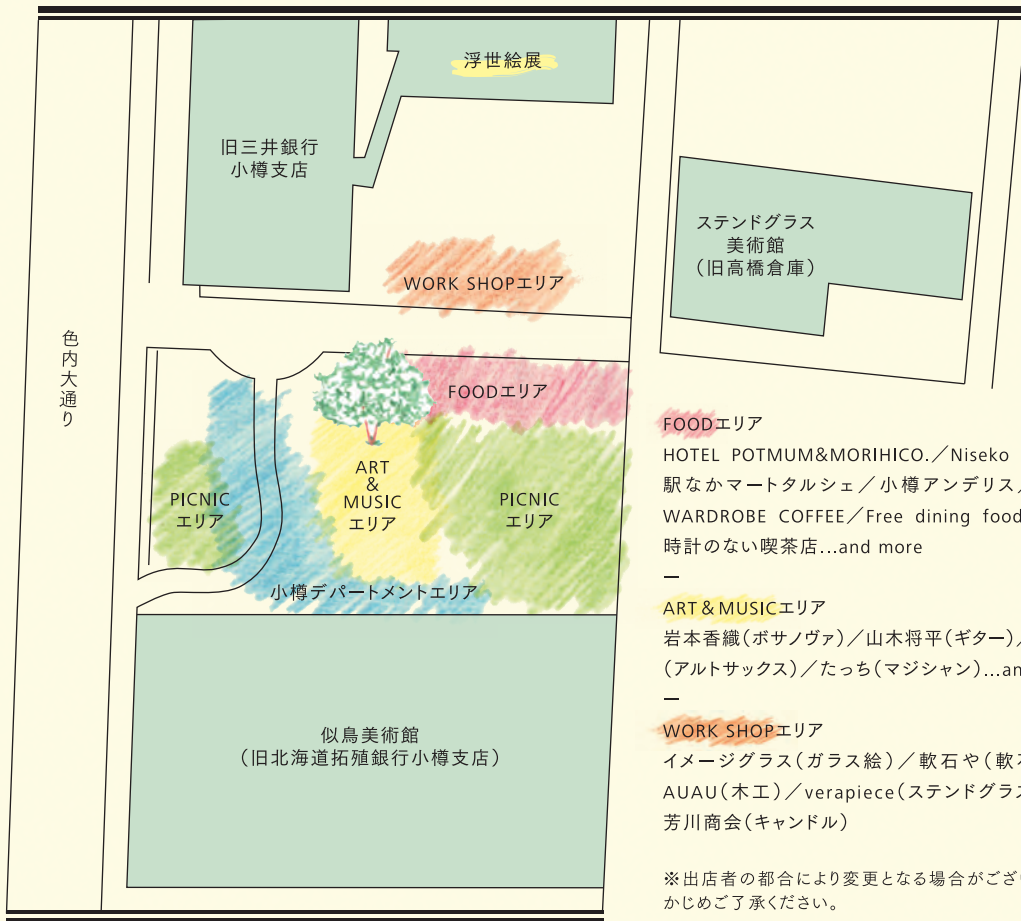 浮世絵展
旧三井銀行
小樽支店
ステンドグラス
美術館
（旧高橋倉庫）
WORK SHOPエリア
色内大通り
FOODエリア
ART
&
MUSIC
エリア
PICNIC
エリア
PICNIC
エリア
小樽デパートメントエリア
似鳥美術館
（旧北海道拓殖銀行小樽支店）
FOODエリア
HOTEL POTMUM&MORIHICO.／Niseko
駅なかマートタルシェ／小樽アンデリス／
WARDROBE COFFEE／Free dining food
時計のない喫茶店…and more
—
ART & MUSICエリア
岩本香織（ボサノヴァ）／山木将平（ギター）／
（アルトサックス）／たっち（マジシャン）…an
—
WORK SHOPエリア
イメージグラス（ガラス絵）／軟石や（軟
AUAU（木工）／verapiece（ステンドグラス
芳川商会（キャンドル）
※出店者の都合により変更となる場合がござ
かじめご了承ください。